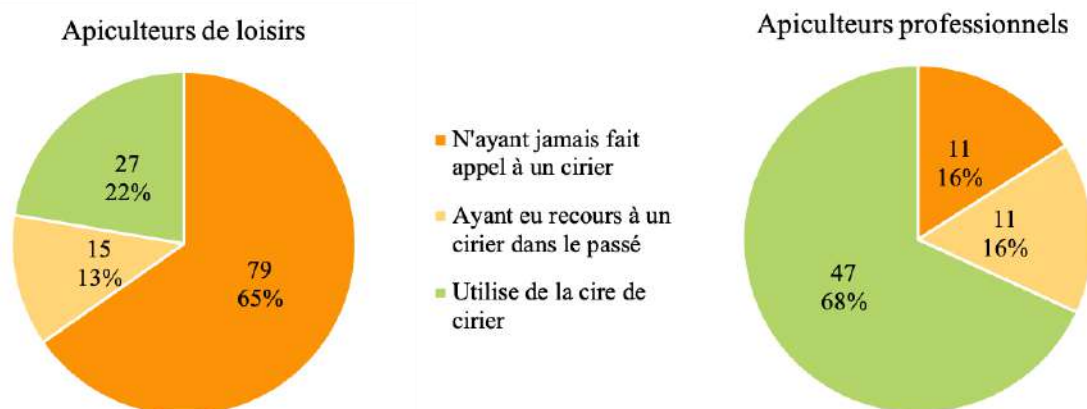 Apiculteurs de loisirs
27
22%
15
13%
79
65%
N'ayant jamais fait
appel à un cirier
Ayant eu recours à un
cirier dans le passé
Utilise de la cire de
cirier
Apiculteurs professionnels
11
16%
11
16%
47
68%